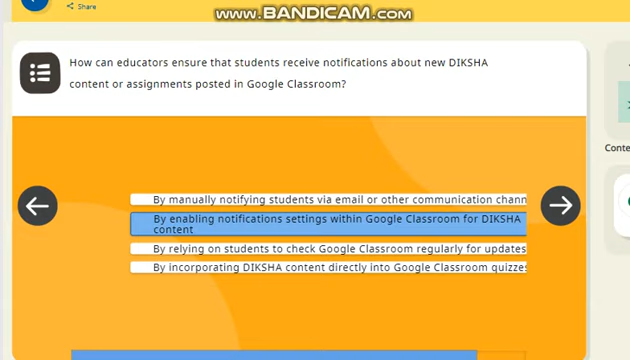 www.BANDICAM.com
Share
How can educators ensure that students receive notifications about new DIKSHA
content or assignments posted in Google Classroom?
By manually notifying students via email or other communication chann
By enabling notifications settings within Google Classroom for DIKSHA
content
By relying on students to check Google Classroom regularly for updates
By incorporating DIKSHA content directly into Google Classroom quizzes
Conte